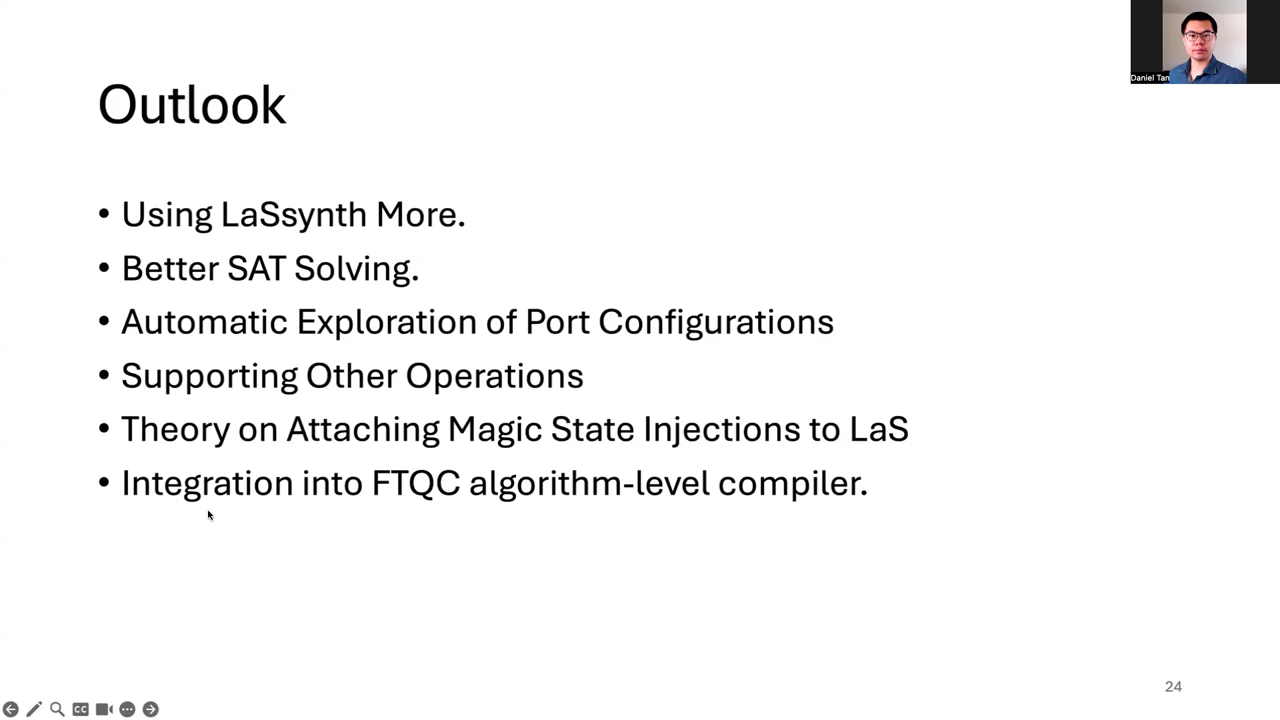 Daniel Tan
Outlook
• Using LaSsynth More.
• Better SAT Solving.
• Automatic Exploration of Port Configurations
• Supporting Other Operations
• Theory on Attaching Magic State Injections to LaS
• Integration into FTQC algorithm-level compiler.
24
CC